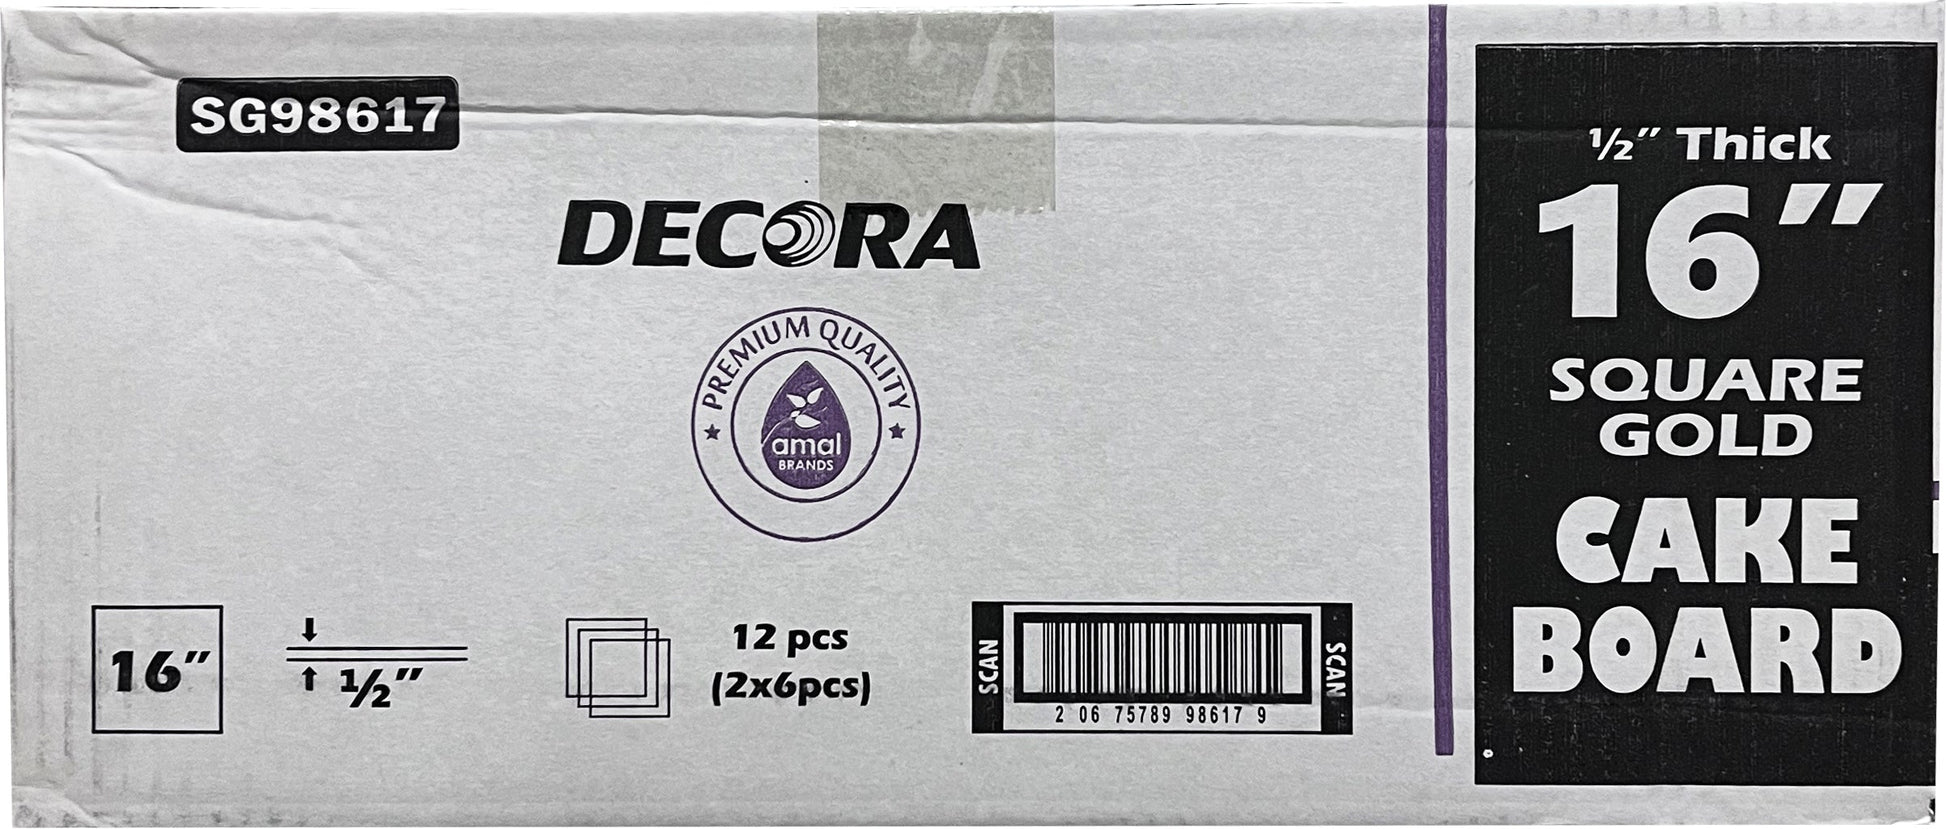 SG98617
DECORA
PREMIUM QUALITY
amal
BRANDS
16"
½"
12 pcs
(2x6pcs)
SCAN
SCAN
2 06 75789 98617 9
½" Thick
16"
SQUARE
GOLD
CAKE
BOARD